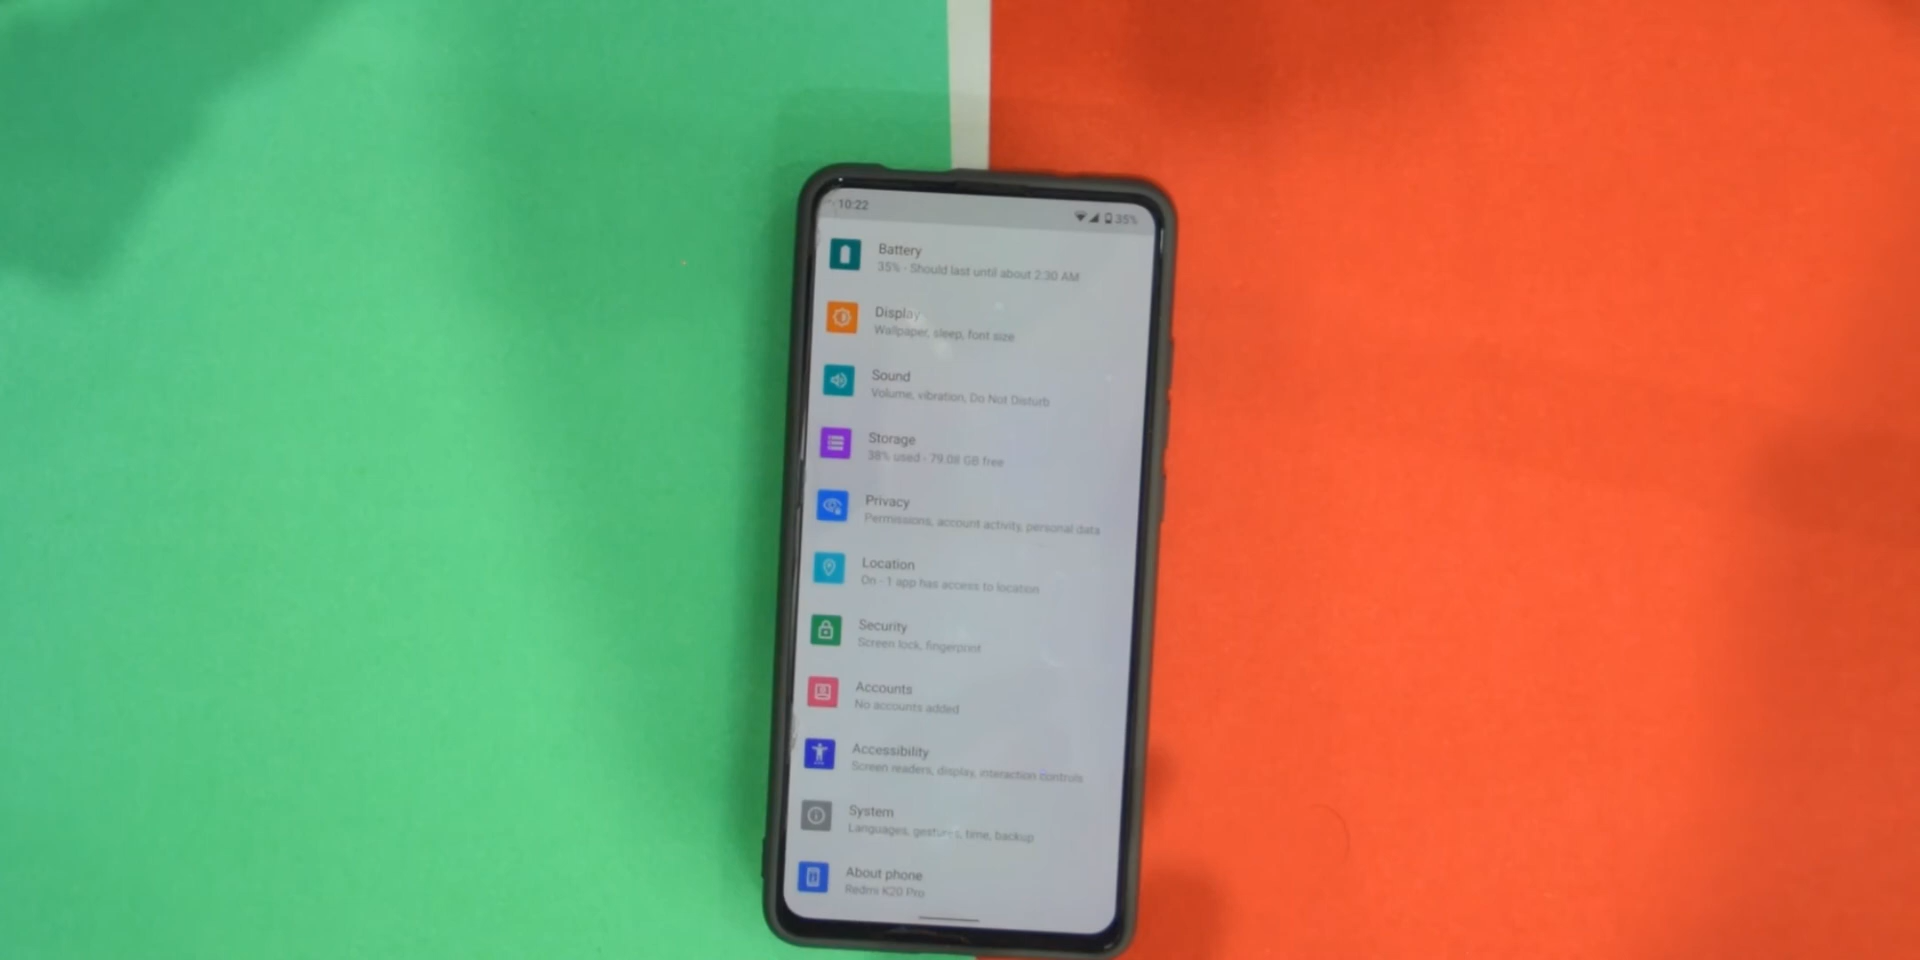 10:22
35%
Battery
35% - Should last until about 2:30 AM
Display
Wallpaper, sleep, font size
Sound
Volume, vibration, Do Not Disturb
Storage
38% used - 79.08 GB free
Privacy
Permissions, account activity, personal data
Location
On - 1 app has access to location
Security
Screen lock, fingerprint
Accounts
No accounts added
Accessibility
Screen readers, display, interaction controls
System
Languages, gestures, time, backup
About phone
Redmi K20 Pro